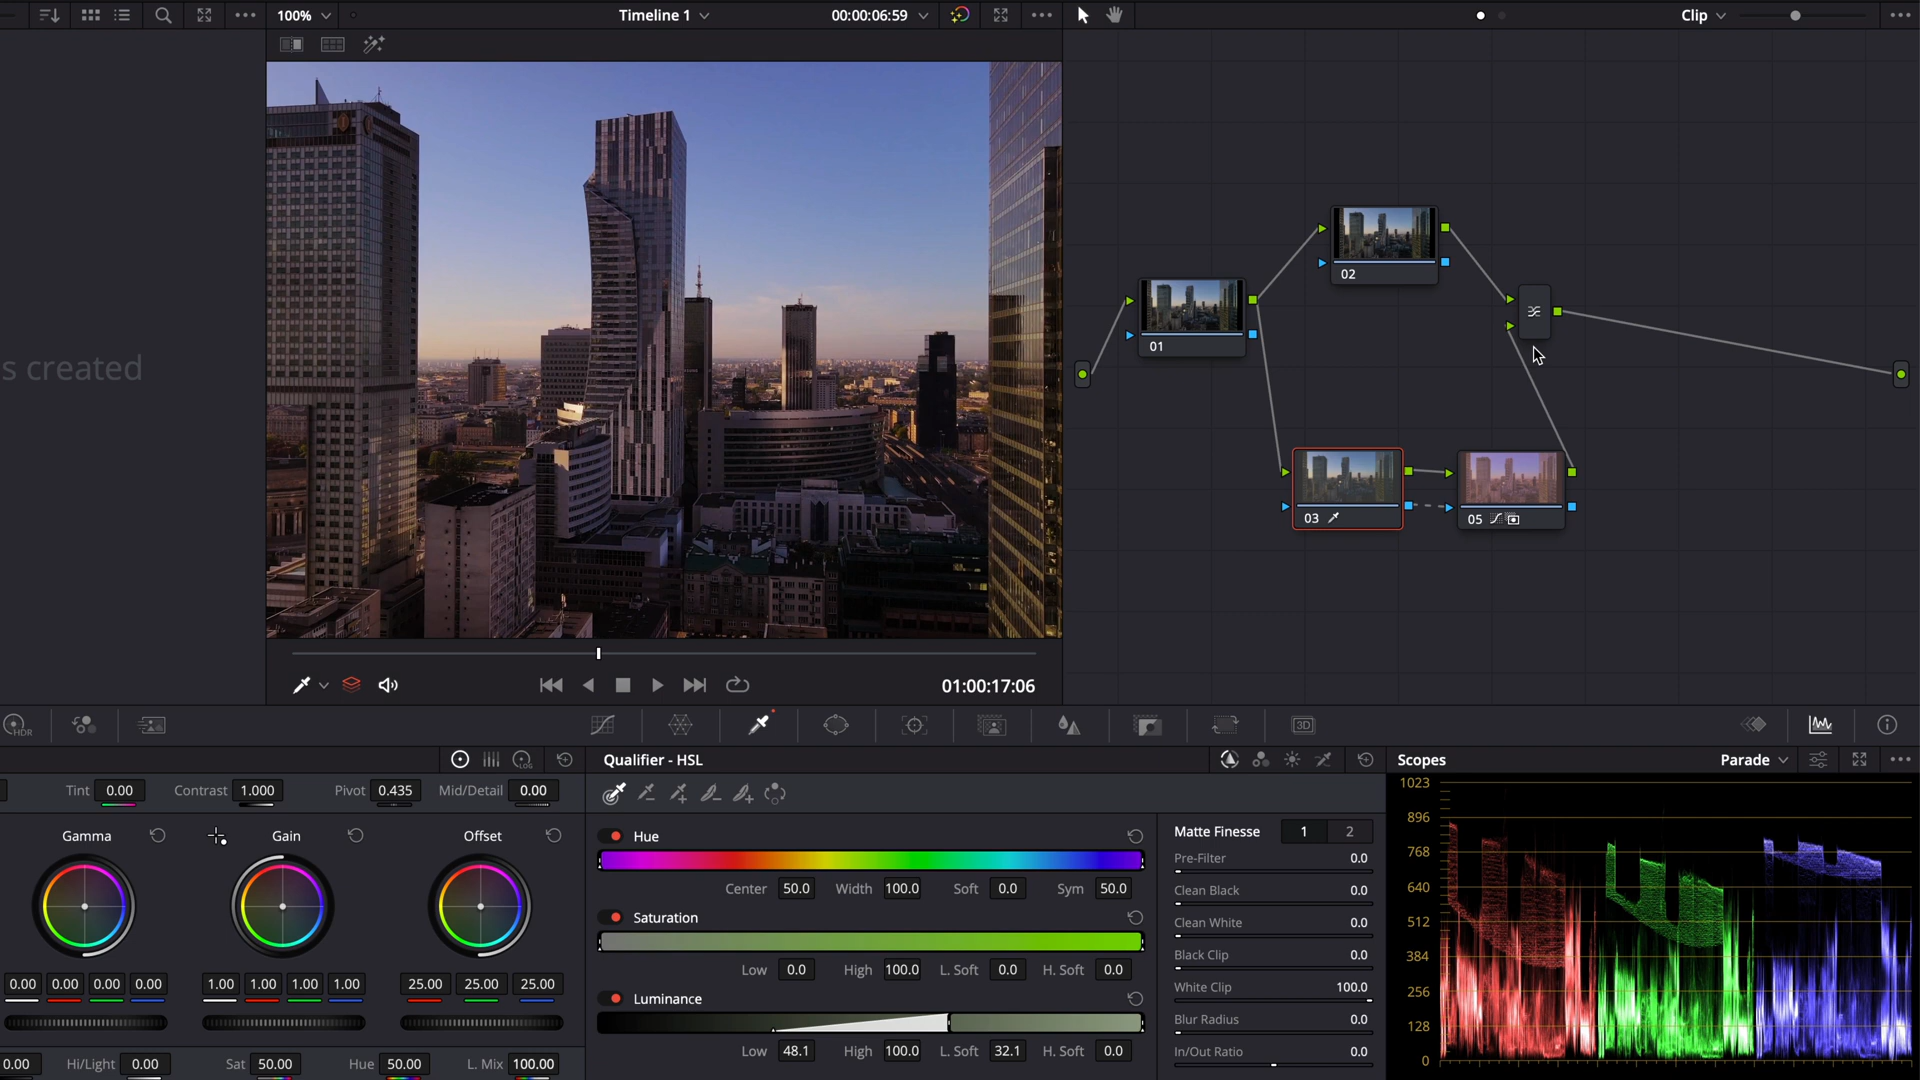 100%
Timeline 1
00:00:06:59
Clip
s created
01
02
03
05
01:00:17:06
HDR
LOG
3D
Tint 0.00 Contrast 1.000 Pivot 0.435 Mid/Detail 0.00
Gamma
Gain
Offset
0.00 0.00 0.00 0.00
1.00 1.00 1.00 1.00
25.00 25.00 25.00
0.00 Hi/Light 0.00 Sat 50.00 Hue 50.00 L. Mix 100.00
Qualifier - HSL
Hue
Center 50.0 Width 100.0 Soft 0.0 Sym 50.0
Saturation
Low 0.0 High 100.0 L. Soft 0.0 H. Soft 0.0
Luminance
Low 48.1 High 100.0 L. Soft 32.1 H. Soft 0.0
Matte Finesse 1 2
Pre-Filter 0.0
Clean Black 0.0
Clean White 0.0
Black Clip 0.0
White Clip 100.0
Blur Radius 0.0
In/Out Ratio 0.0
Scopes
Parade
1023
896
768
640
512
384
256
128
0